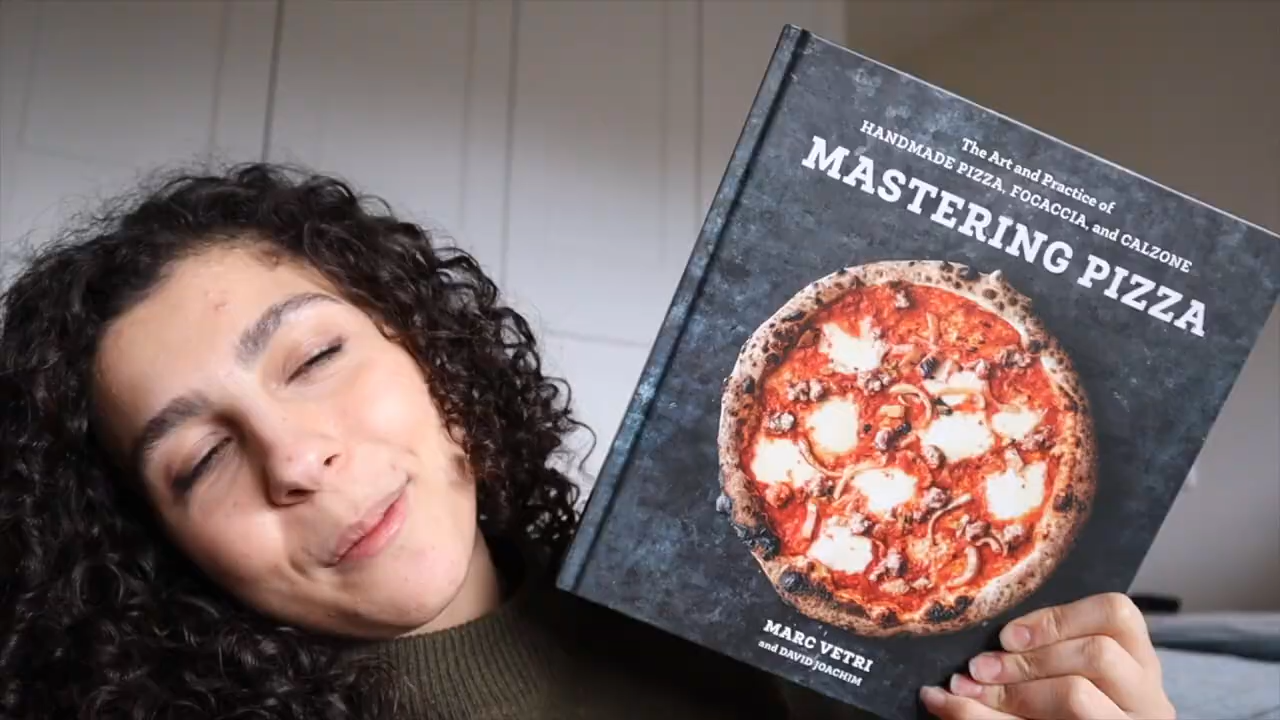 The Art and Practice of
HANDMADE PIZZA, FOCACCIA, and CALZONE
MASTERING PIZZA
MARC VETRI
and DAVID JOACHIM